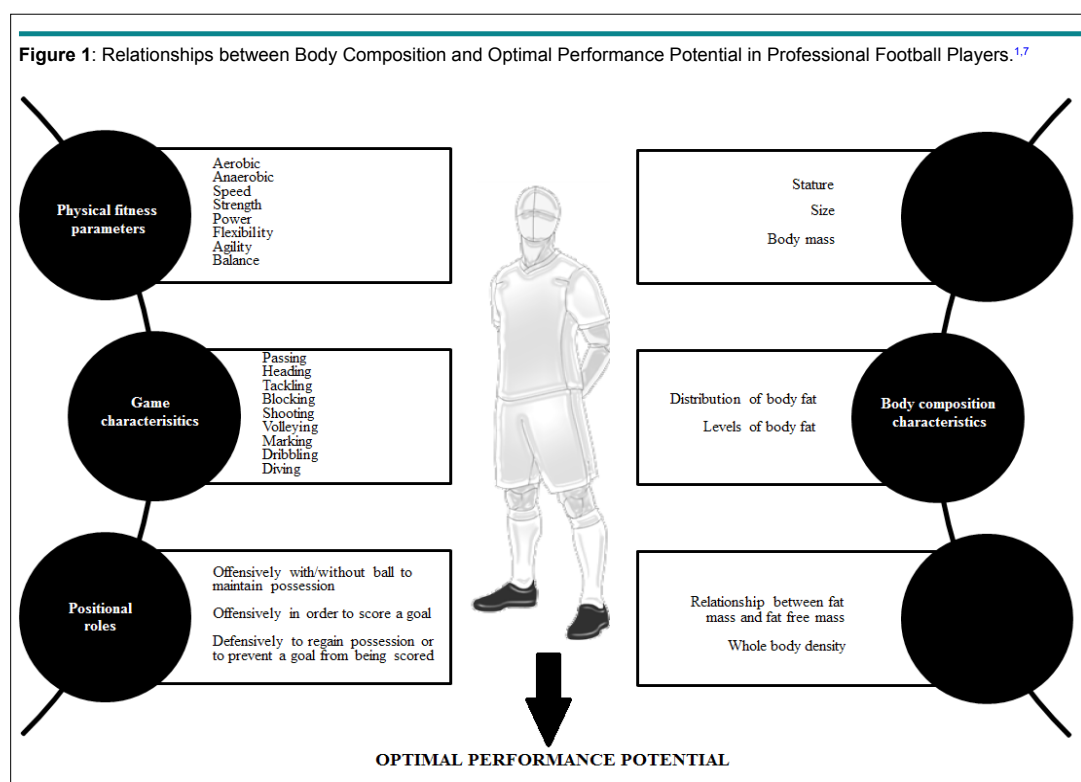 Figure 1: Relationships between Body Composition and Optimal Performance Potential in Professional Football Players.1,7
Physical fitness
parameters
Aerobic
Anaerobic
Speed
Strength
Power
Flexibility
Agility
Balance
Stature
Size
Body mass
Game
characterisitics
Passing
Heading
Tackling
Blocking
Shooting
Volleying
Marking
Dribbling
Diving
Distribution of body fat
Levels of body fat
Body composition
characteristics
Positional
roles
Offensively with/without ball to
maintain possession
Offensively in order to score a goal
Defensively to regain possession or
to prevent a goal from being scored
Relationship between fat
mass and fat free mass
Whole body density
OPTIMAL PERFORMANCE POTENTIAL